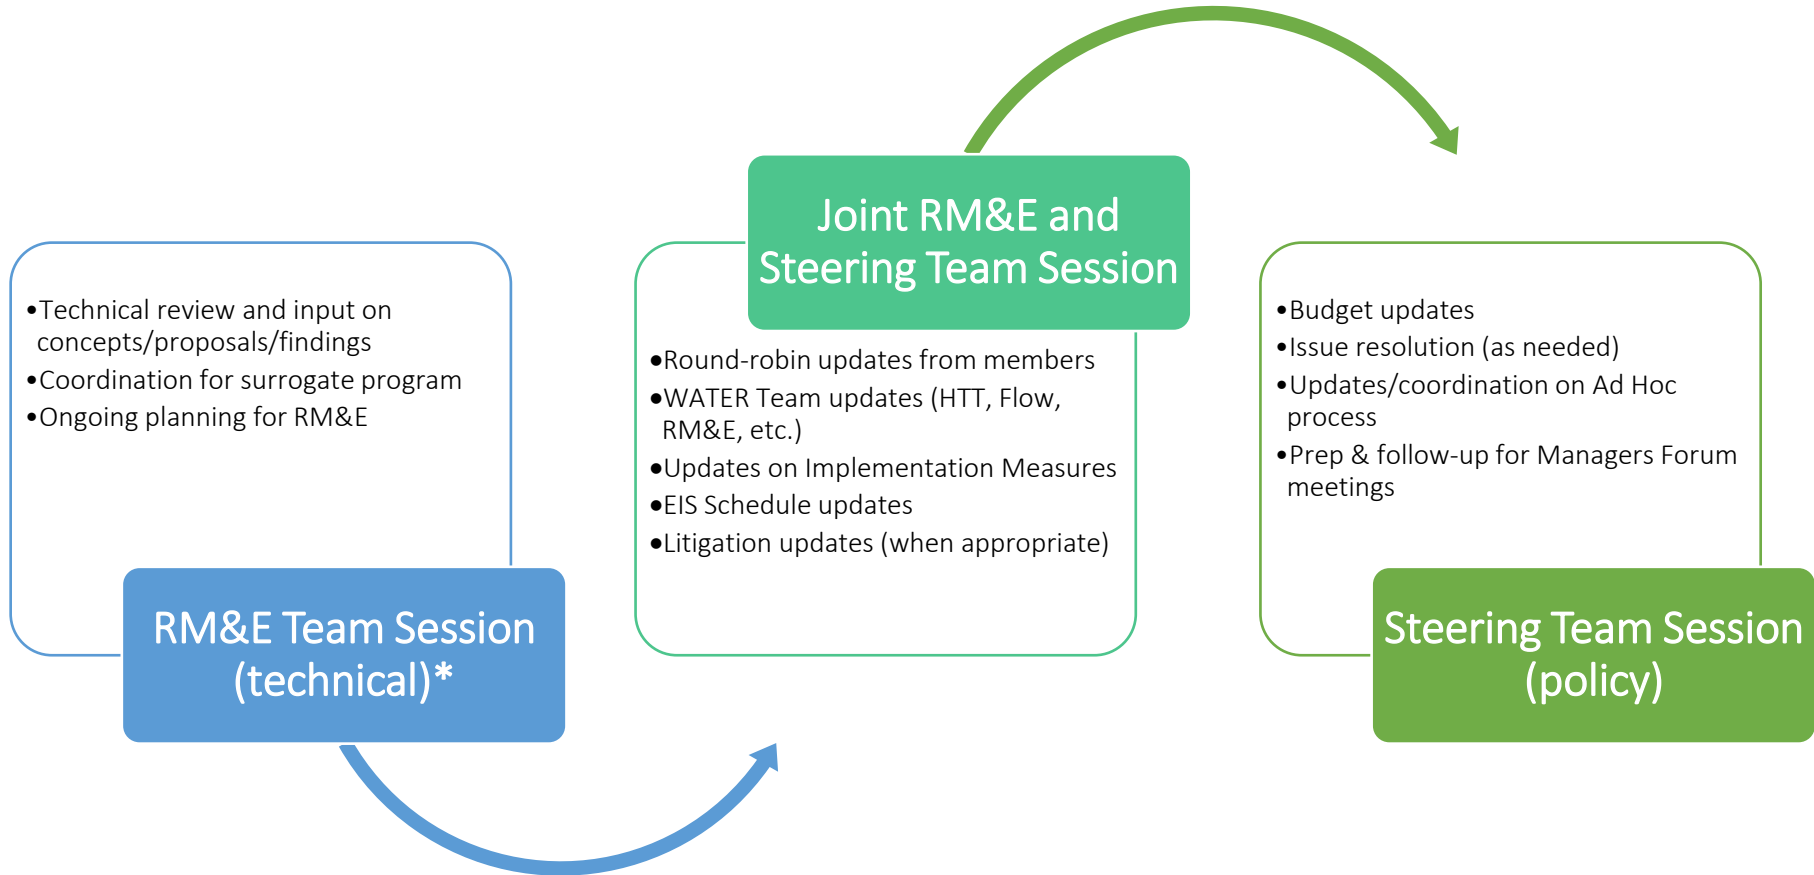 •Technical review and input on
concepts/proposals/findings
•Coordination for surrogate program
•Ongoing planning for RM&E
RM&E Team Session
(technical)*
Joint RM&E and
Steering Team Session
•Round-robin updates from members
•WATER Team updates (HTT, Flow,
RM&E, etc.)
•Updates on Implementation Measures
•EIS Schedule updates
•Litigation updates (when appropriate)
•Budget updates
•Issue resolution (as needed)
•Updates/coordination on Ad Hoc
process
•Prep & follow-up for Managers Forum
meetings
Steering Team Session
(policy)